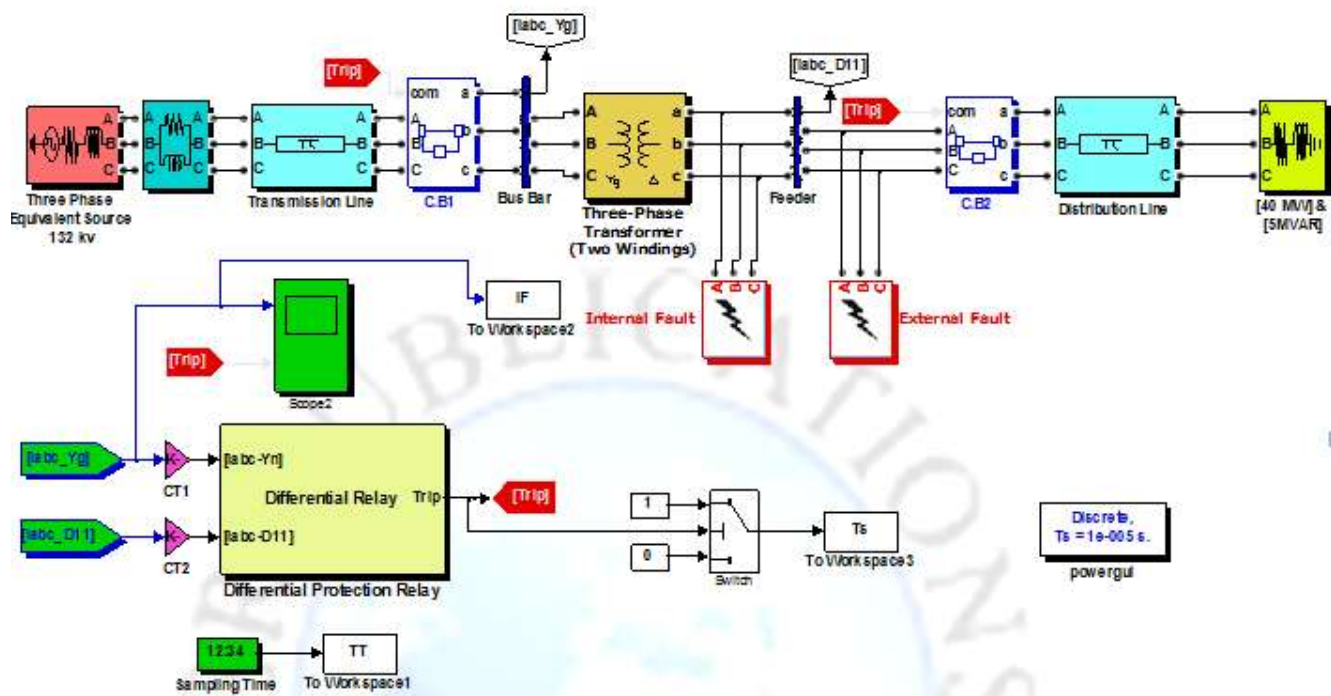 [Iabc_Yg]
[Iabc_D11]
[Trip]
[Trip]
com
a
A
B
C
A
B
C
A
B
C
A
B
C
b
c
A
B
C
a
b
c
Yg
Δ
com
a
A
B
C
b
c
A
B
C
A
B
C
A
B
C
Three Phase
Equivalent Source
132 kv
Transmission Line
C.B1
Bus Bar
Three-Phase
Transformer
(Two Windings)
Feeder
C.B2
Distribution Line
[40 MW] &
[5MVAR]
A B C
A B C
Internal Fault
External Fault
IF
To Workspace2
[Trip]
Scope2
[Iabc_Yg]
K-
CT1
[Iabc-Yn]
Differential Relay
Trip
[Trip]
[Iabc_D11]
K-
CT2
[Iabc-D11]
Differential Protection Relay
1
0
Switch
Ts
To Workspace3
Discrete,
Ts = 1e-005 s.
powergui
12:34
Sampling Time
TT
To Workspace1
PUBLICATIONS